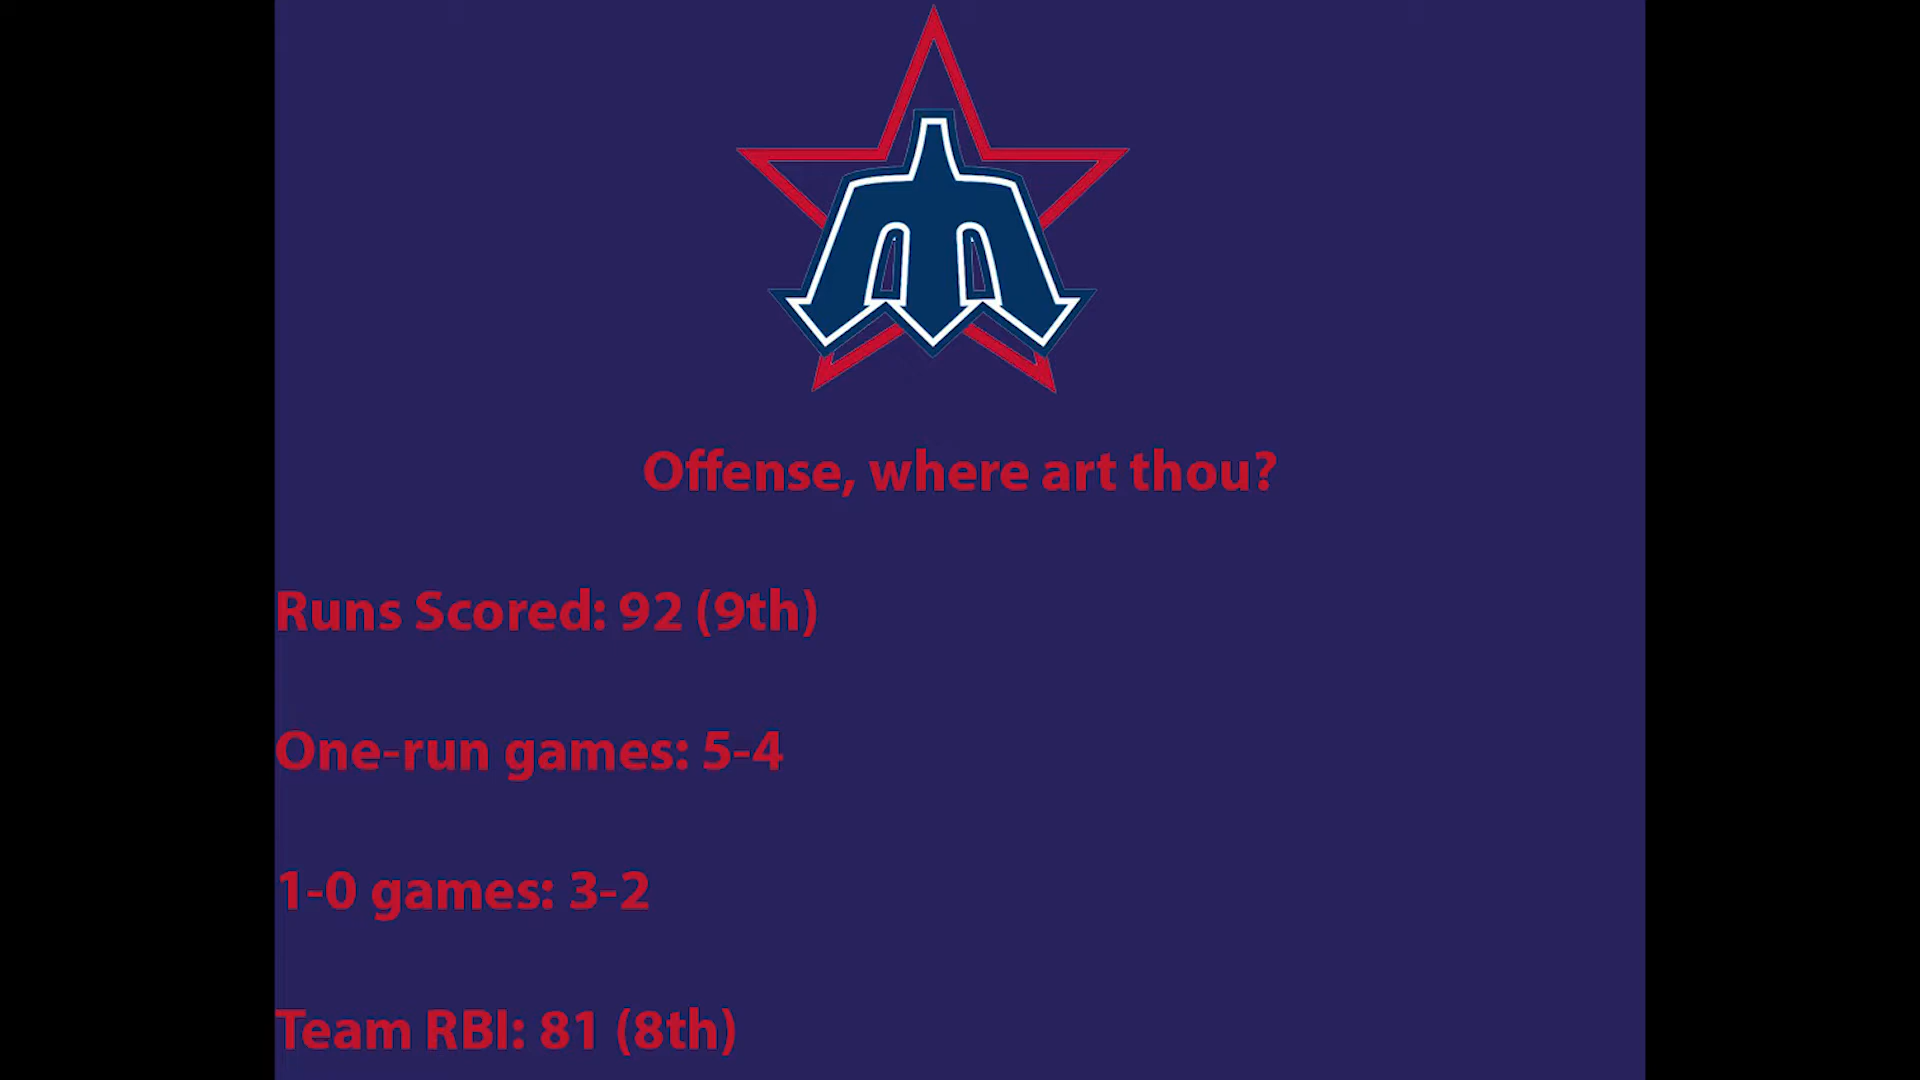 Offense, where art thou?
Runs Scored: 92 (9th)
One-run games: 5-4
1-0 games: 3-2
Team RBI: 81 (8th)